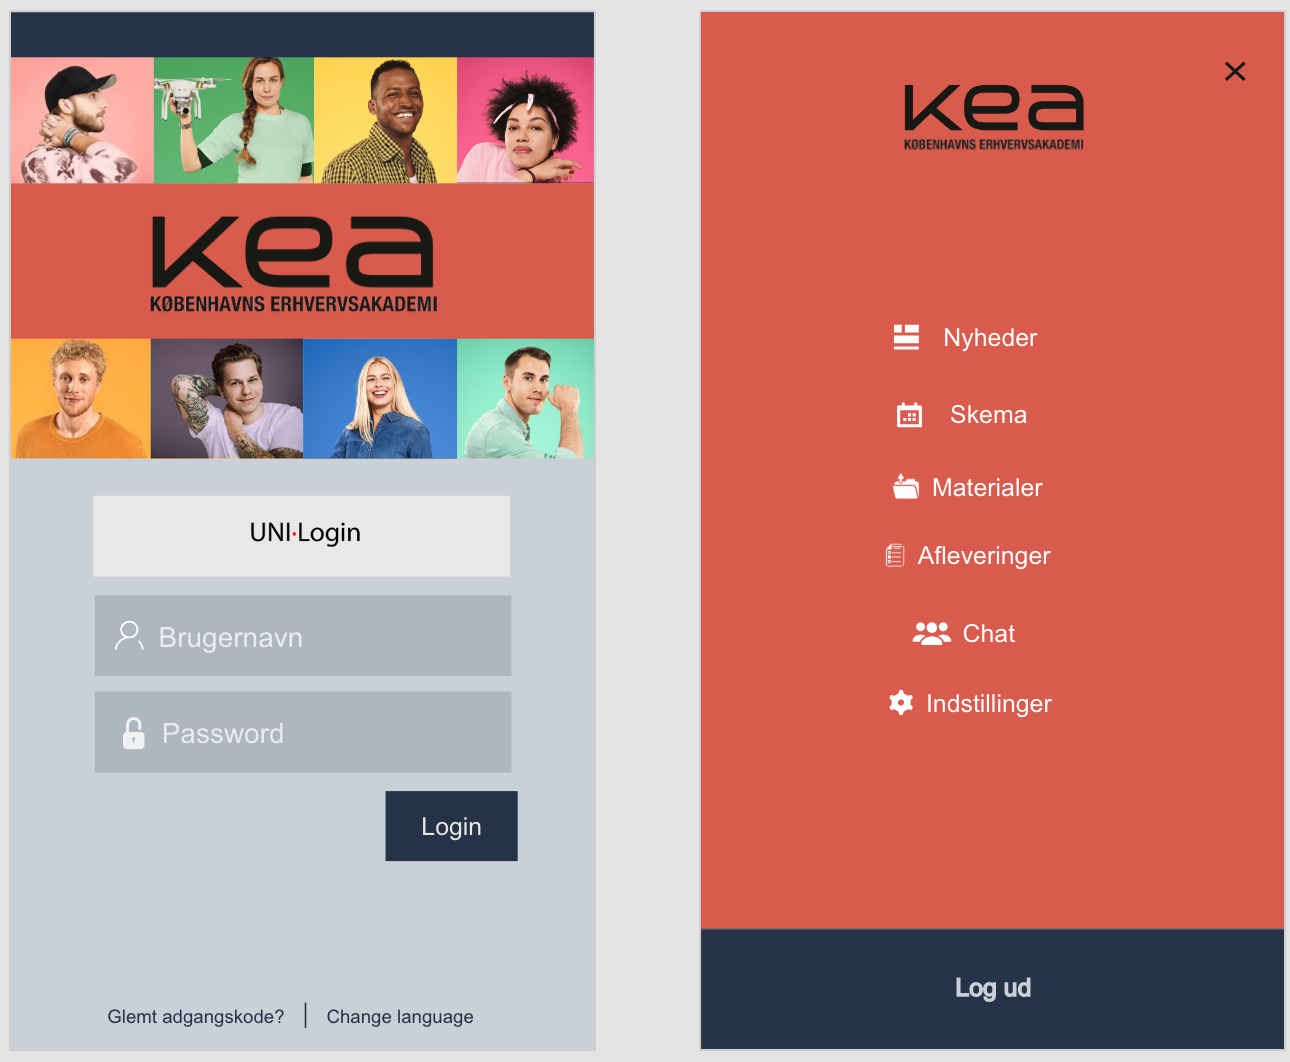 kea
KØBENHAVNS ERHVERVSAKADEMI
UNI·Login
Brugernavn
Password
Login
Glemt adgangskode? | Change language
kea
KØBENHAVNS ERHVERVSAKADEMI
Nyheder
Skema
Materialer
Afleveringer
Chat
Indstillinger
Log ud